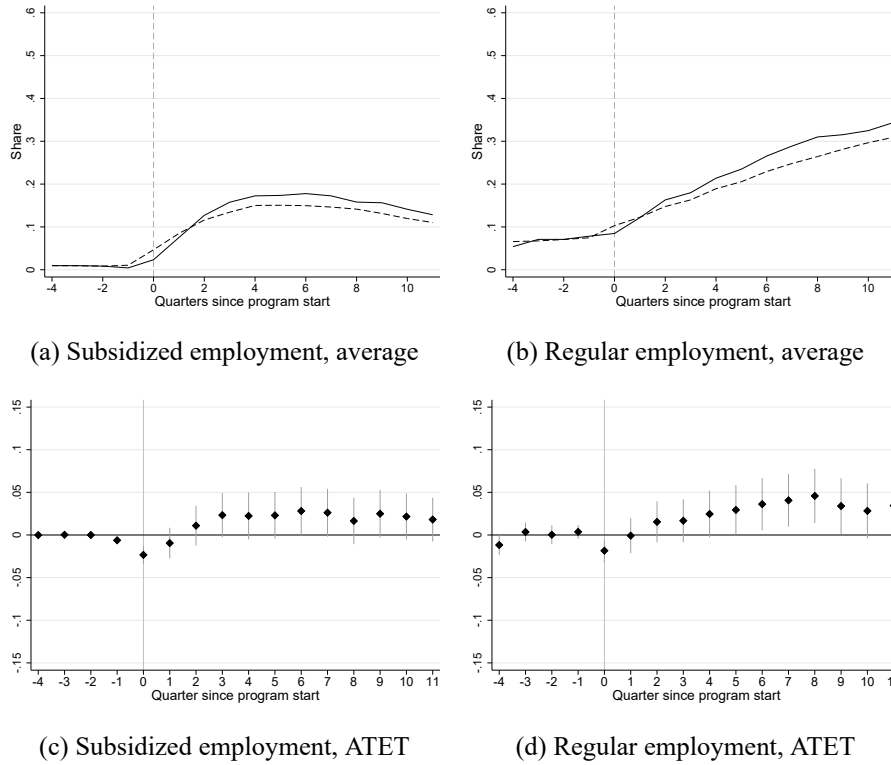 .6
.5
.4
.3
.2
.1
0
Share
-4 -2 0 2 4 6 8 10
Quarters since program start
(a) Subsidized employment, average
.6
.5
.4
.3
.2
.1
0
Share
-4 -2 0 2 4 6 8 10
Quarters since program start
(b) Regular employment, average
.15
.1
.05
0
-.05
-.1
-.15
-4 -3 -2 -1 0 1 2 3 4 5 6 7 8 9 10 11
Quarter since program start
(c) Subsidized employment, ATET
.15
.1
.05
0
-.05
-.1
-.15
-4 -3 -2 -1 0 1 2 3 4 5 6 7 8 9 10
Quarter since program start
(d) Regular employment, ATET